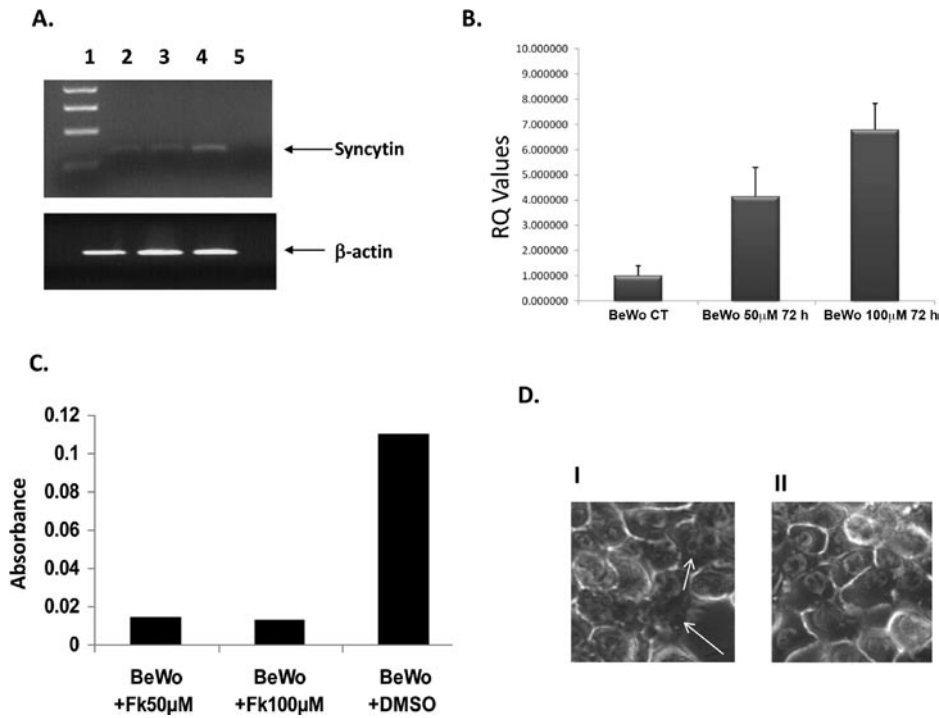 A.
1 2 3 4 5
Syncytin
β-actin
B.
10.000000
9.000000
8.000000
7.000000
6.000000
5.000000
4.000000
3.000000
2.000000
1.000000
0.000000
RQ Values
BeWo CT
BeWo 50μM 72 h
BeWo 100μM 72 h
C.
0.12
0.1
0.08
0.06
0.04
0.02
0
Absorbance
BeWo
+Fk50μM
BeWo
+Fk100μM
BeWo
+DMSO
D.
I
II